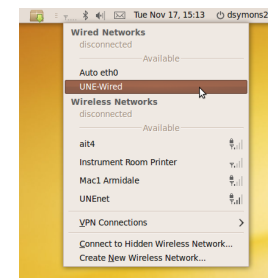 Tue Nov 17, 15:13 dsymons2
Wired Networks
disconnected
Available
Auto eth0
UNE-Wired
Wireless Networks
disconnected
Available
ait4
Instrument Room Printer
Mac1 Armidale
UNEnet
VPN Connections
Connect to Hidden Wireless Network...
Create New Wireless Network...